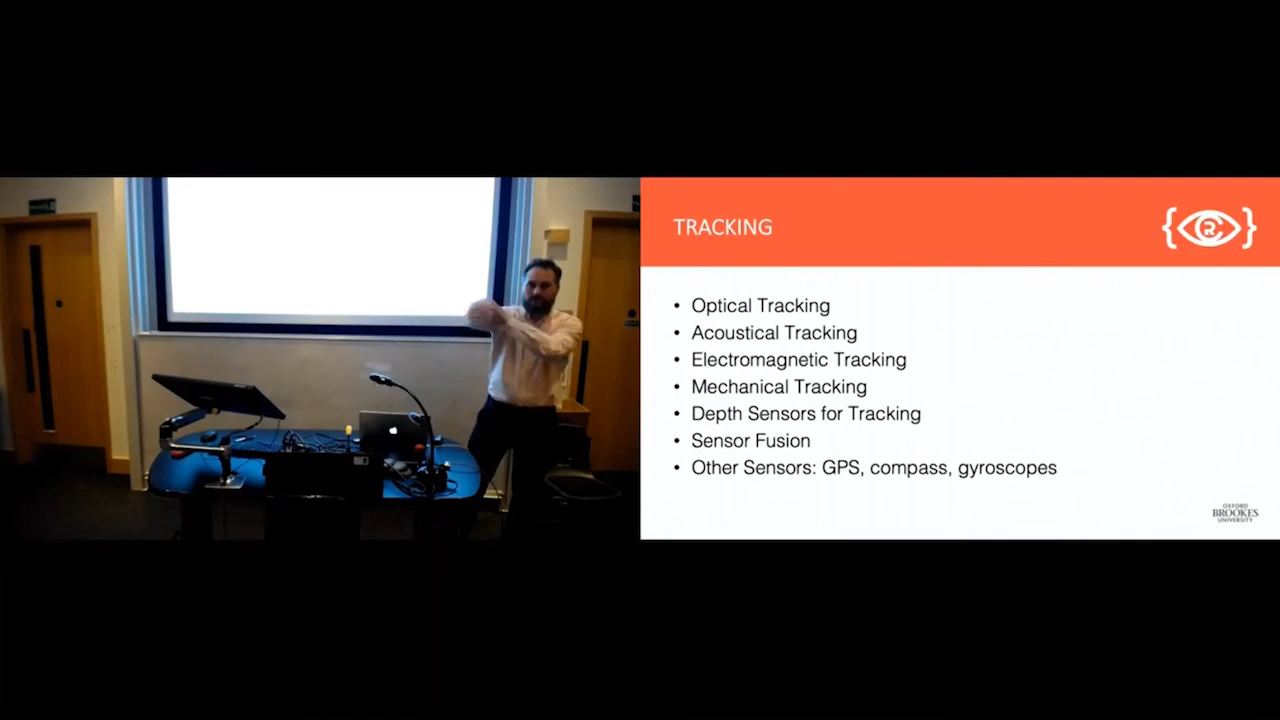 TRACKING
• Optical Tracking
• Acoustical Tracking
• Electromagnetic Tracking
• Mechanical Tracking
• Depth Sensors for Tracking
• Sensor Fusion
• Other Sensors: GPS, compass, gyroscopes
OXFORD
BROOKES
UNIVERSITY